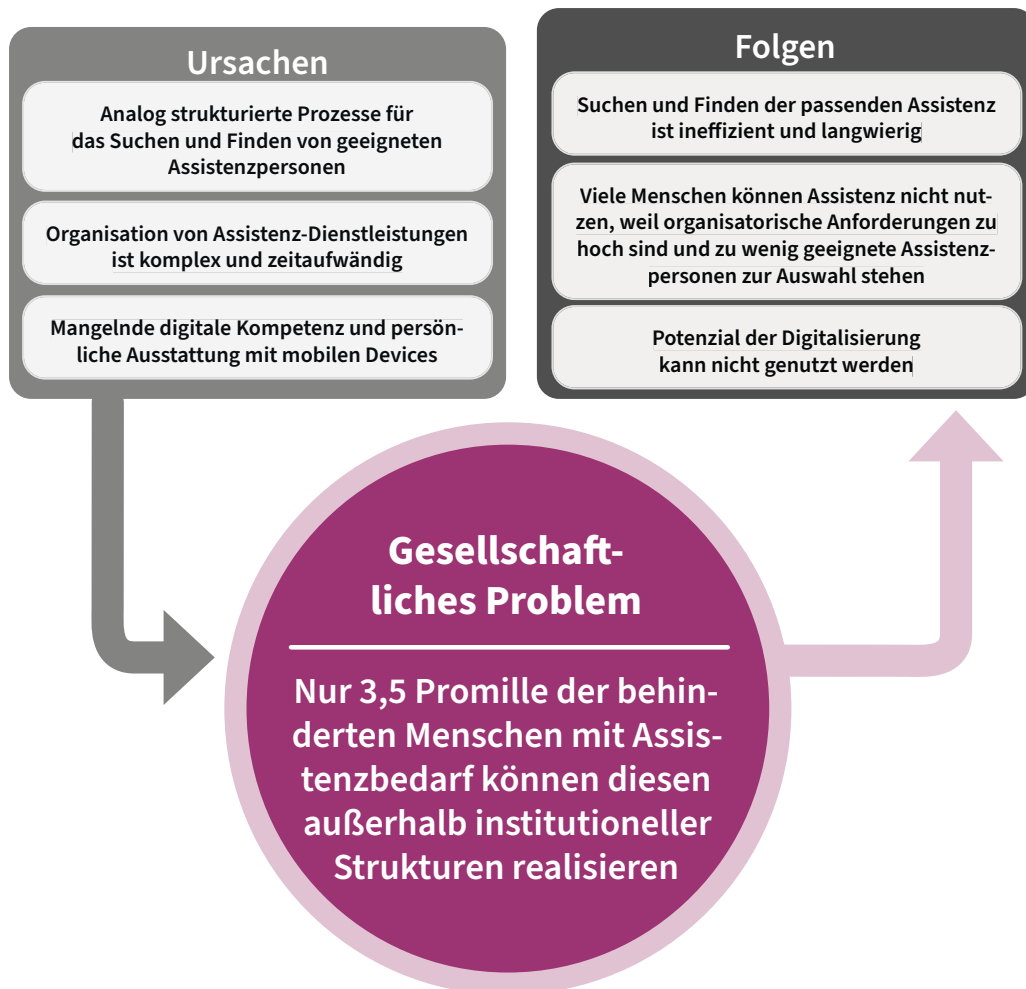 Ursachen
Analog strukturierte Prozesse für
das Suchen und Finden von geeigneten
Assistenzpersonen
Organisation von Assistenz-Dienstleistungen
ist komplex und zeitaufwändig
Mangelnde digitale Kompetenz und persön-
liche Ausstattung mit mobilen Devices
Folgen
Suchen und Finden der passenden Assistenz
ist ineffizient und langwierig
Viele Menschen können Assistenz nicht nut-
zen, weil organisatorische Anforderungen zu
hoch sind und zu wenig geeignete Assistenz-
personen zur Auswahl stehen
Potenzial der Digitalisierung
kann nicht genutzt werden
Gesellschaft-
liches Problem
Nur 3,5 Promille der behin-
derten Menschen mit Assis-
tenzbedarf können diesen
außerhalb institutioneller
Strukturen realisieren